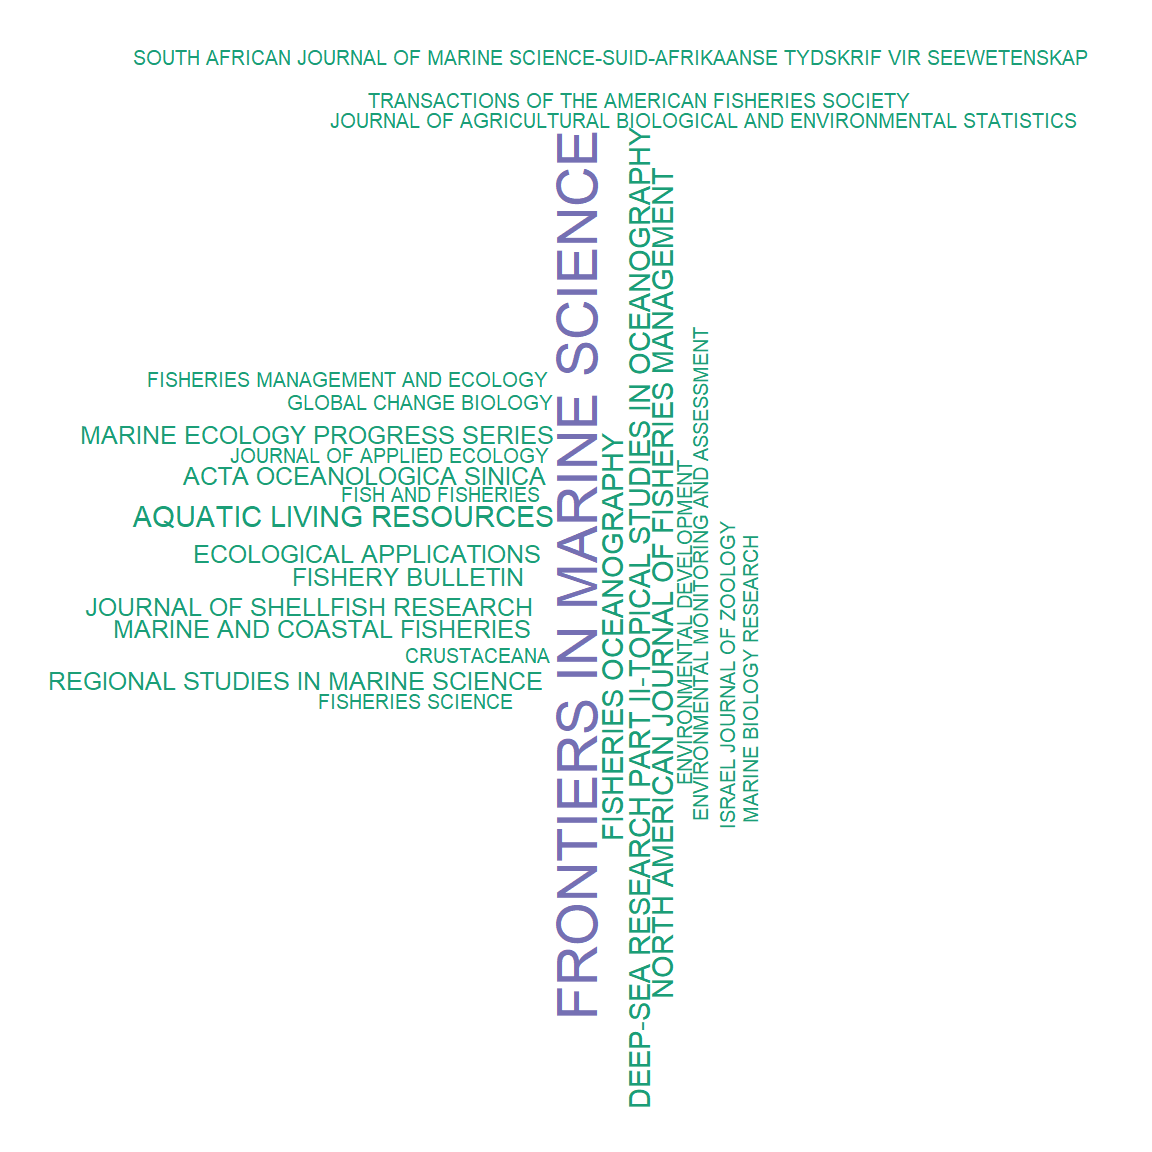 SOUTH AFRICAN JOURNAL OF MARINE SCIENCE-SUID-AFRIKAANSE TYDSKRIF VIR SEEWETENSKAP
TRANSACTIONS OF THE AMERICAN FISHERIES SOCIETY
JOURNAL OF AGRICULTURAL BIOLOGICAL AND ENVIRONMENTAL STATISTICS
FISHERIES MANAGEMENT AND ECOLOGY
GLOBAL CHANGE BIOLOGY
MARINE ECOLOGY PROGRESS SERIES
JOURNAL OF APPLIED ECOLOGY
ACTA OCEANOLOGICA SINICA
FISH AND FISHERIES
AQUATIC LIVING RESOURCES
ECOLOGICAL APPLICATIONS
FISHERY BULLETIN
JOURNAL OF SHELLFISH RESEARCH
MARINE AND COASTAL FISHERIES
CRUSTACEANA
REGIONAL STUDIES IN MARINE SCIENCE
FISHERIES SCIENCE
FRONTIERS IN MARINE SCIENCE
FISHERIES OCEANOGRAPHY
DEEP-SEA RESEARCH PART II-TOPICAL STUDIES IN OCEANOGRAPHY
NORTH AMERICAN JOURNAL OF FISHERIES MANAGEMENT
ENVIRONMENTAL DEVELOPMENT
ENVIRONMENTAL MONITORING AND ASSESSMENT
ISRAEL JOURNAL OF ZOOLOGY
MARINE BIOLOGY RESEARCH